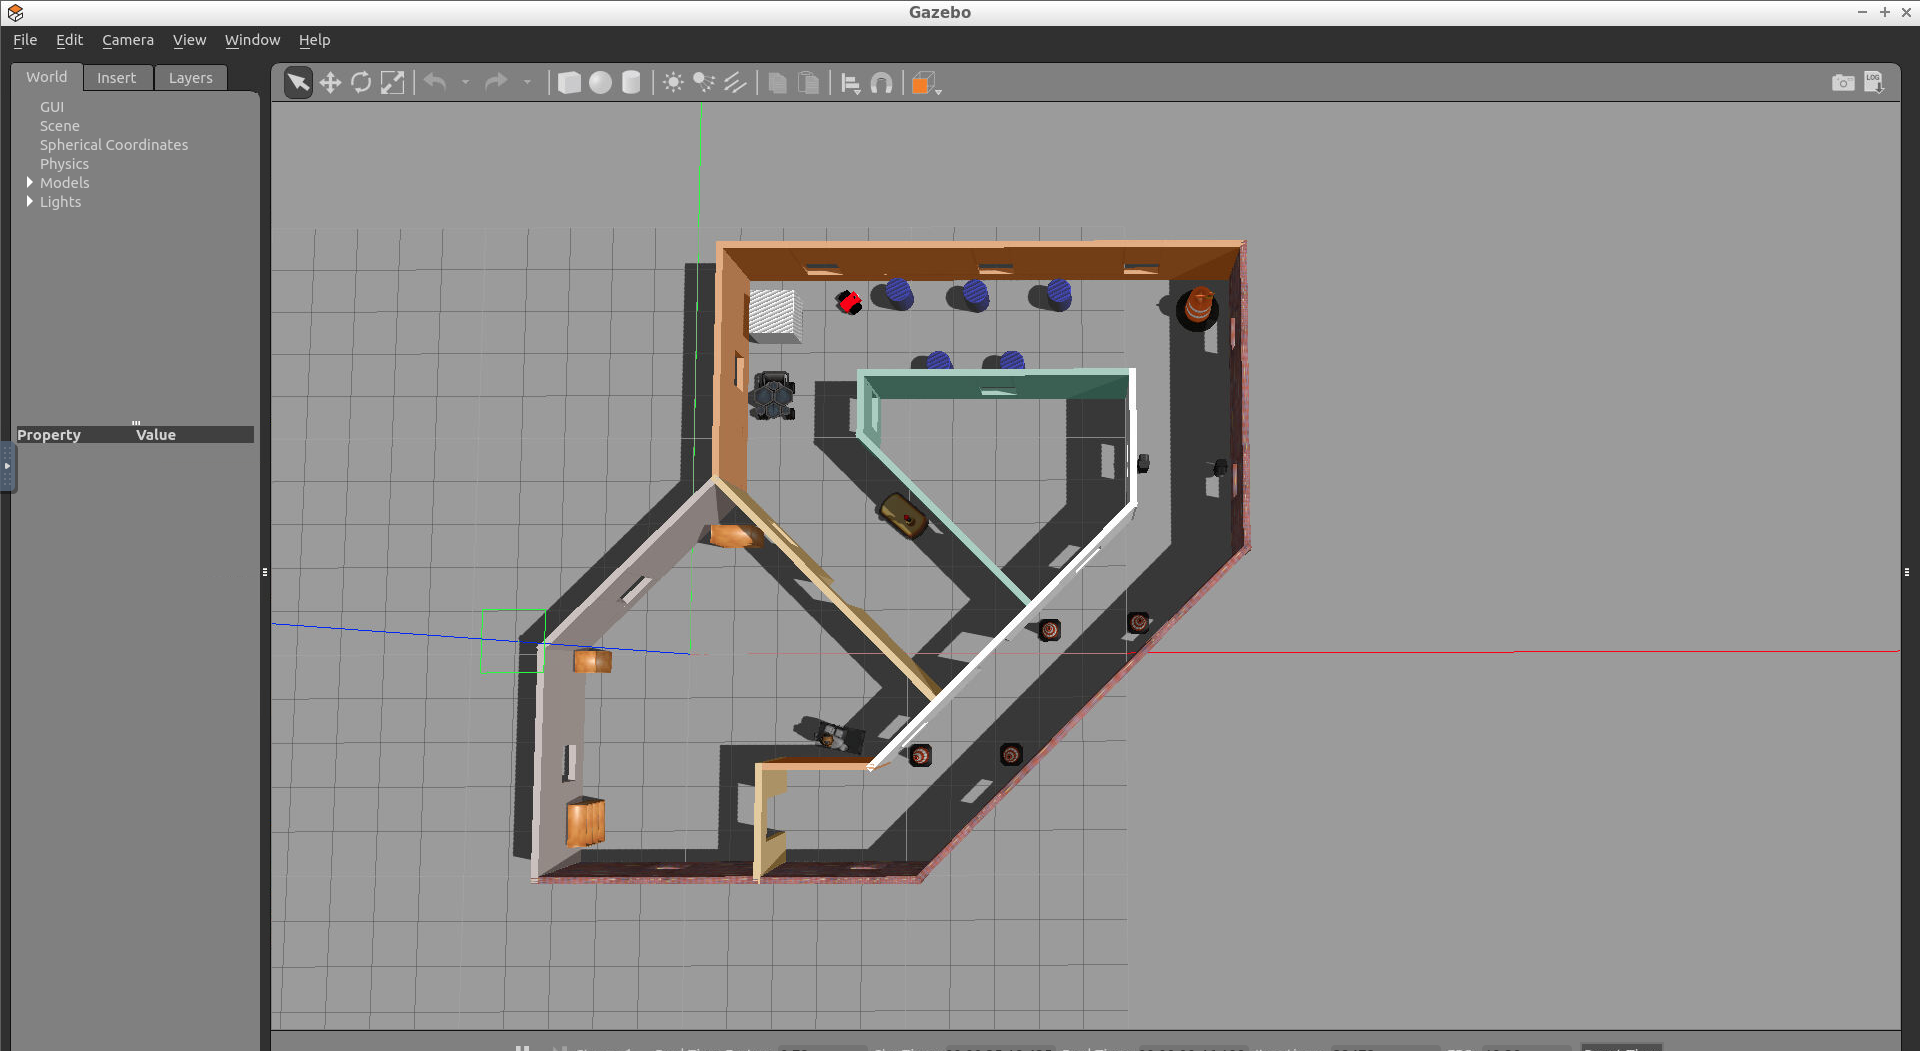 Gazebo
File Edit Camera View Window Help
World Insert Layers
LOG
GUI
Scene
Spherical Coordinates
Physics
Models
Lights
Property Value